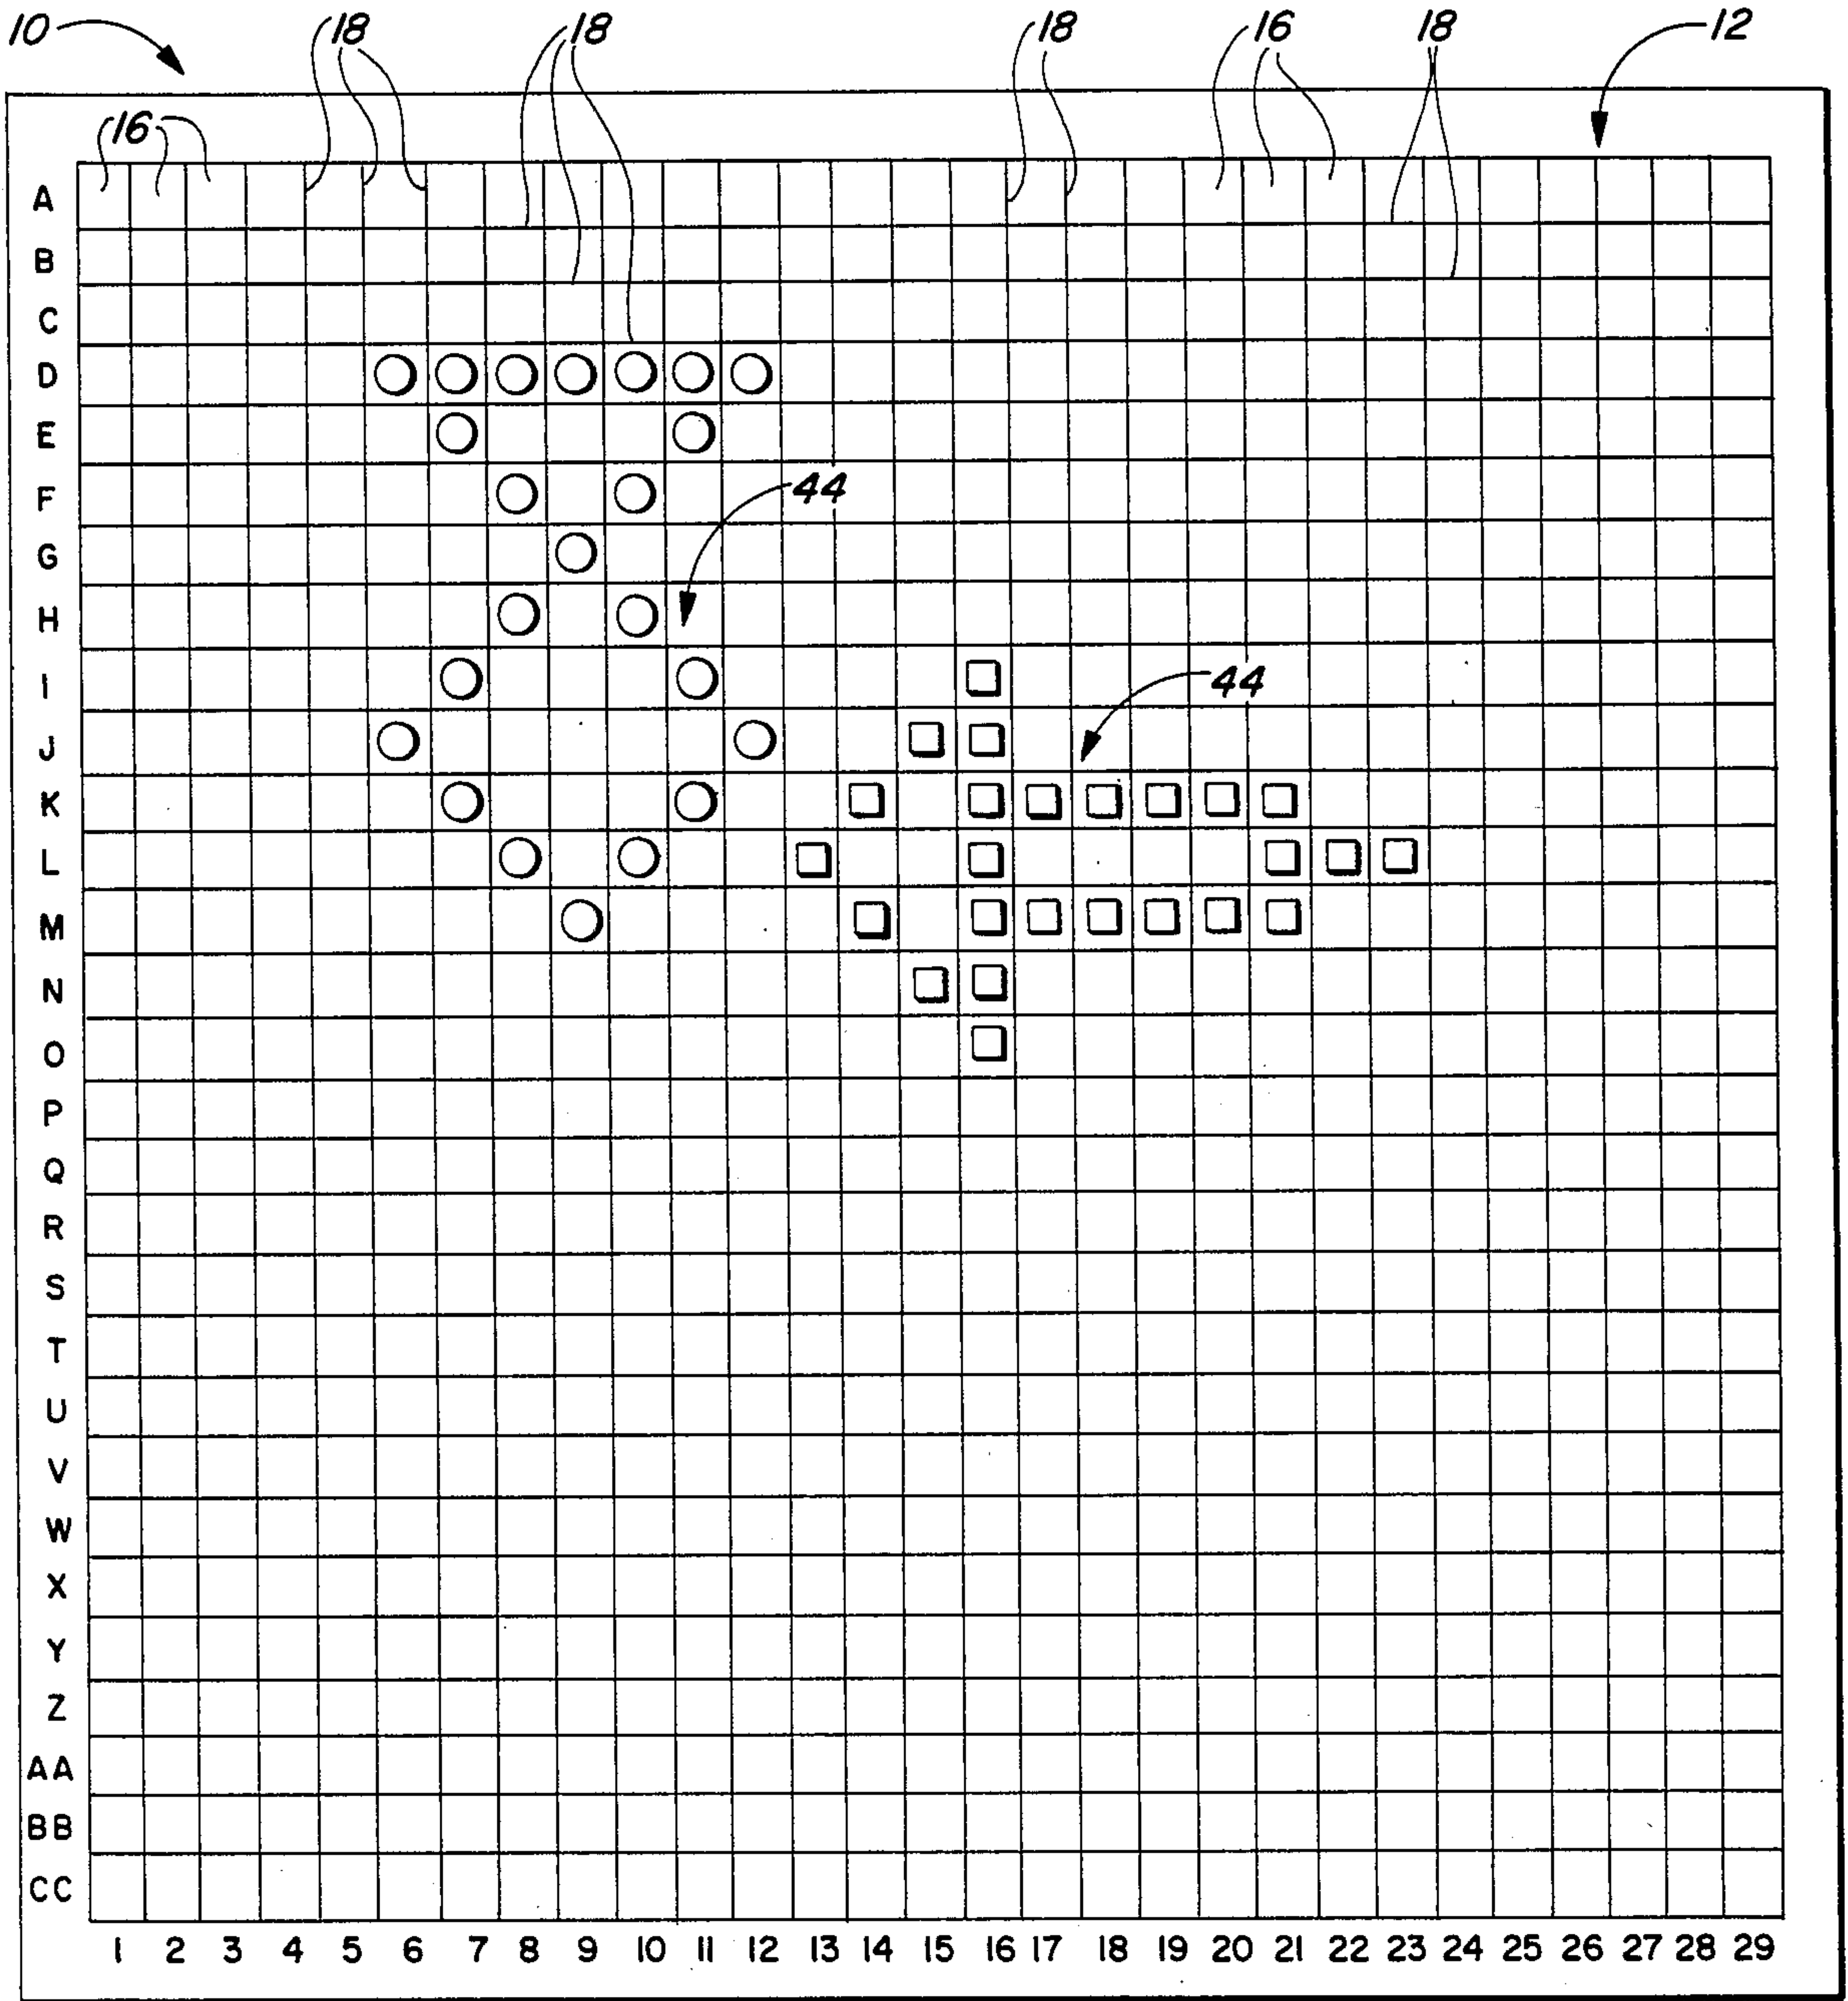 10 18 18 18 16 18 12
16
A
B
C
D
E
F 44
G
H
I 44
J
K
L
M
N
O
P
Q
R
S
T
U
V
W
X
Y
Z
AA
BB
CC
1 2 3 4 5 6 7 8 9 10 11 12 13 14 15 16 17 18 19 20 21 22 23 24 25 26 27 28 29